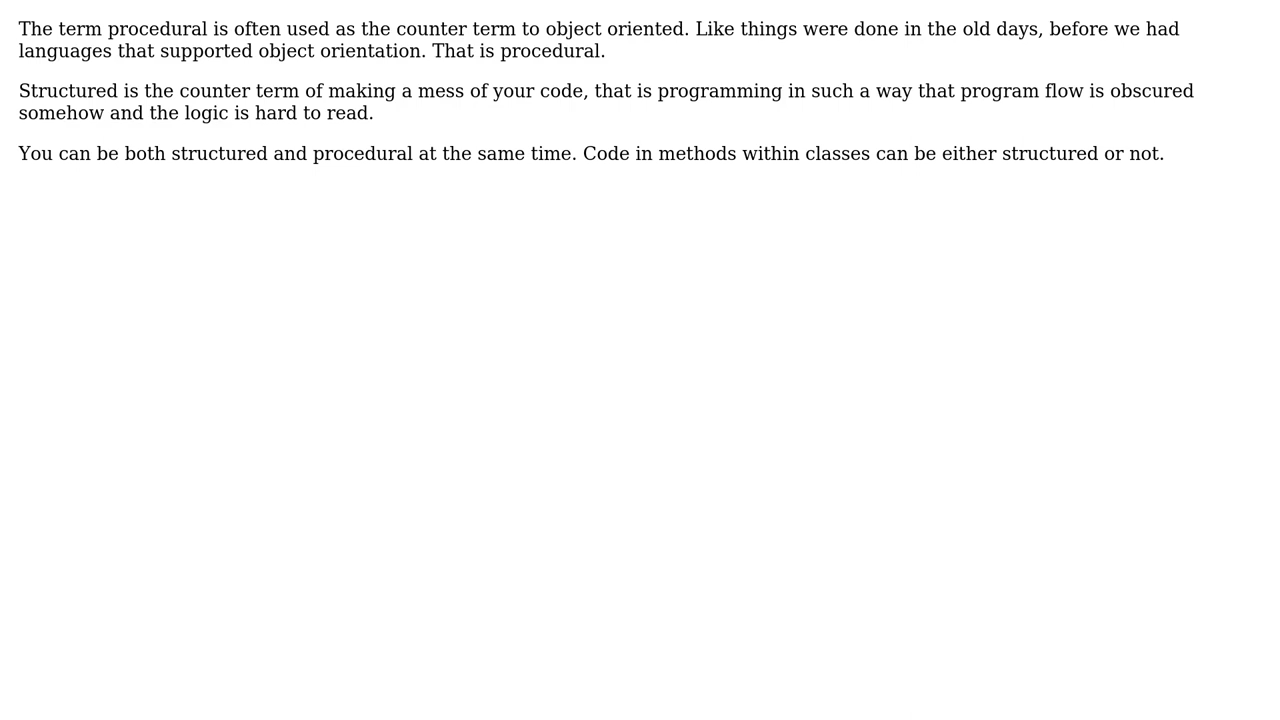 The term procedural is often used as the counter term to object oriented. Like things were done in the old days, before we had
languages that supported object orientation. That is procedural.
Structured is the counter term of making a mess of your code, that is programming in such a way that program flow is obscured
somehow and the logic is hard to read.
You can be both structured and procedural at the same time. Code in methods within classes can be either structured or not.